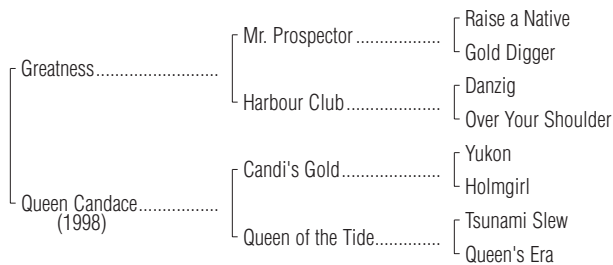 Raise a Native
Mr. Prospector ..................
Gold Digger
Greatness..........................
Danzig
Harbour Club ....................
Over Your Shoulder
Yukon
Candi's Gold .....................
Holmgirl
Queen Candace.................
(1998)
Tsunami Slew
Queen of the Tide..............
Queen's Era